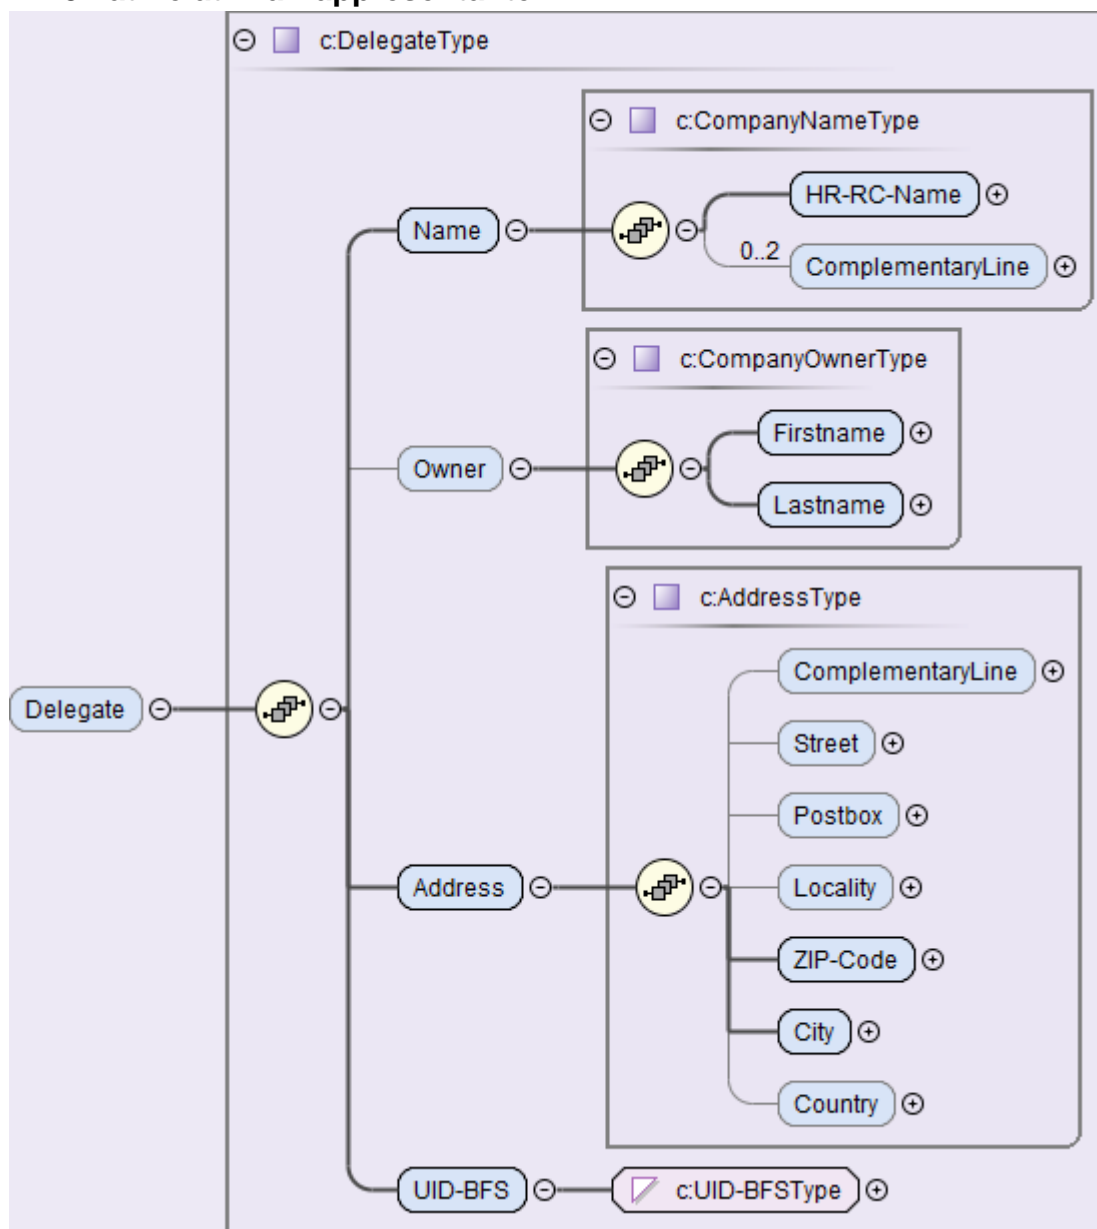 c:DelegateType
c:CompanyNameType
HR-RC-Name
Name
0..2
ComplementaryLine
c:CompanyOwnerType
Firstname
Owner
Lastname
c:AddressType
ComplementaryLine
Delegate
Street
Postbox
Address
Locality
ZIP-Code
City
Country
UID-BFS
c:UID-BFSType